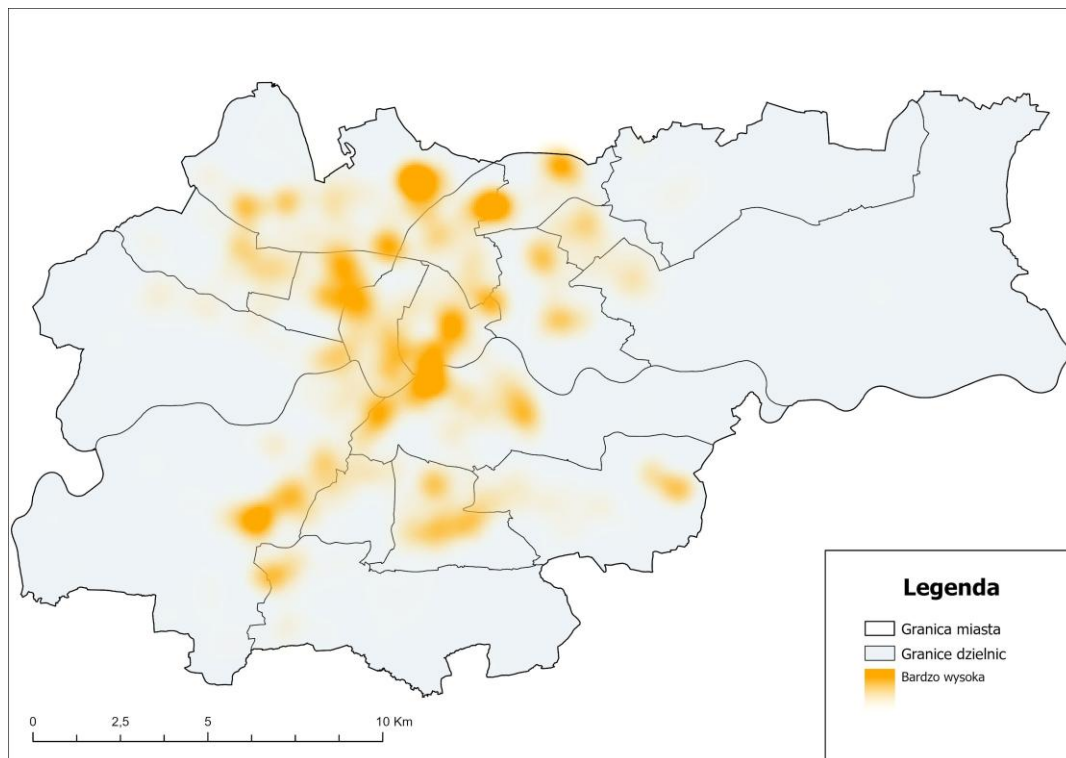 Legenda
Granica miasta
Granice dzielnic
Bardzo wysoka
0 2,5 5 10 Km